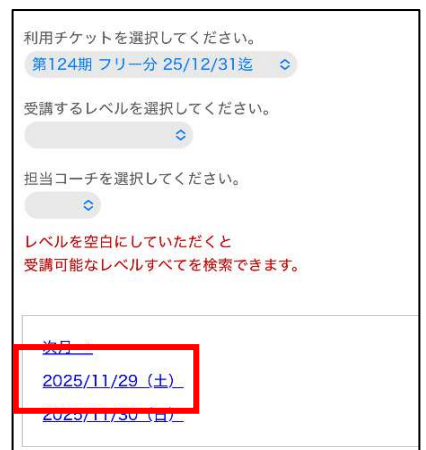 利用チケットを選択してください。
第124期 フリー分 25/12/31迄
受講するレベルを選択してください。
担当コーチを選択してください。
レベルを空白にしていただくと
受講可能なレベルすべてを検索できます。
次月
2025/11/29（土）
2025/11/30（日）